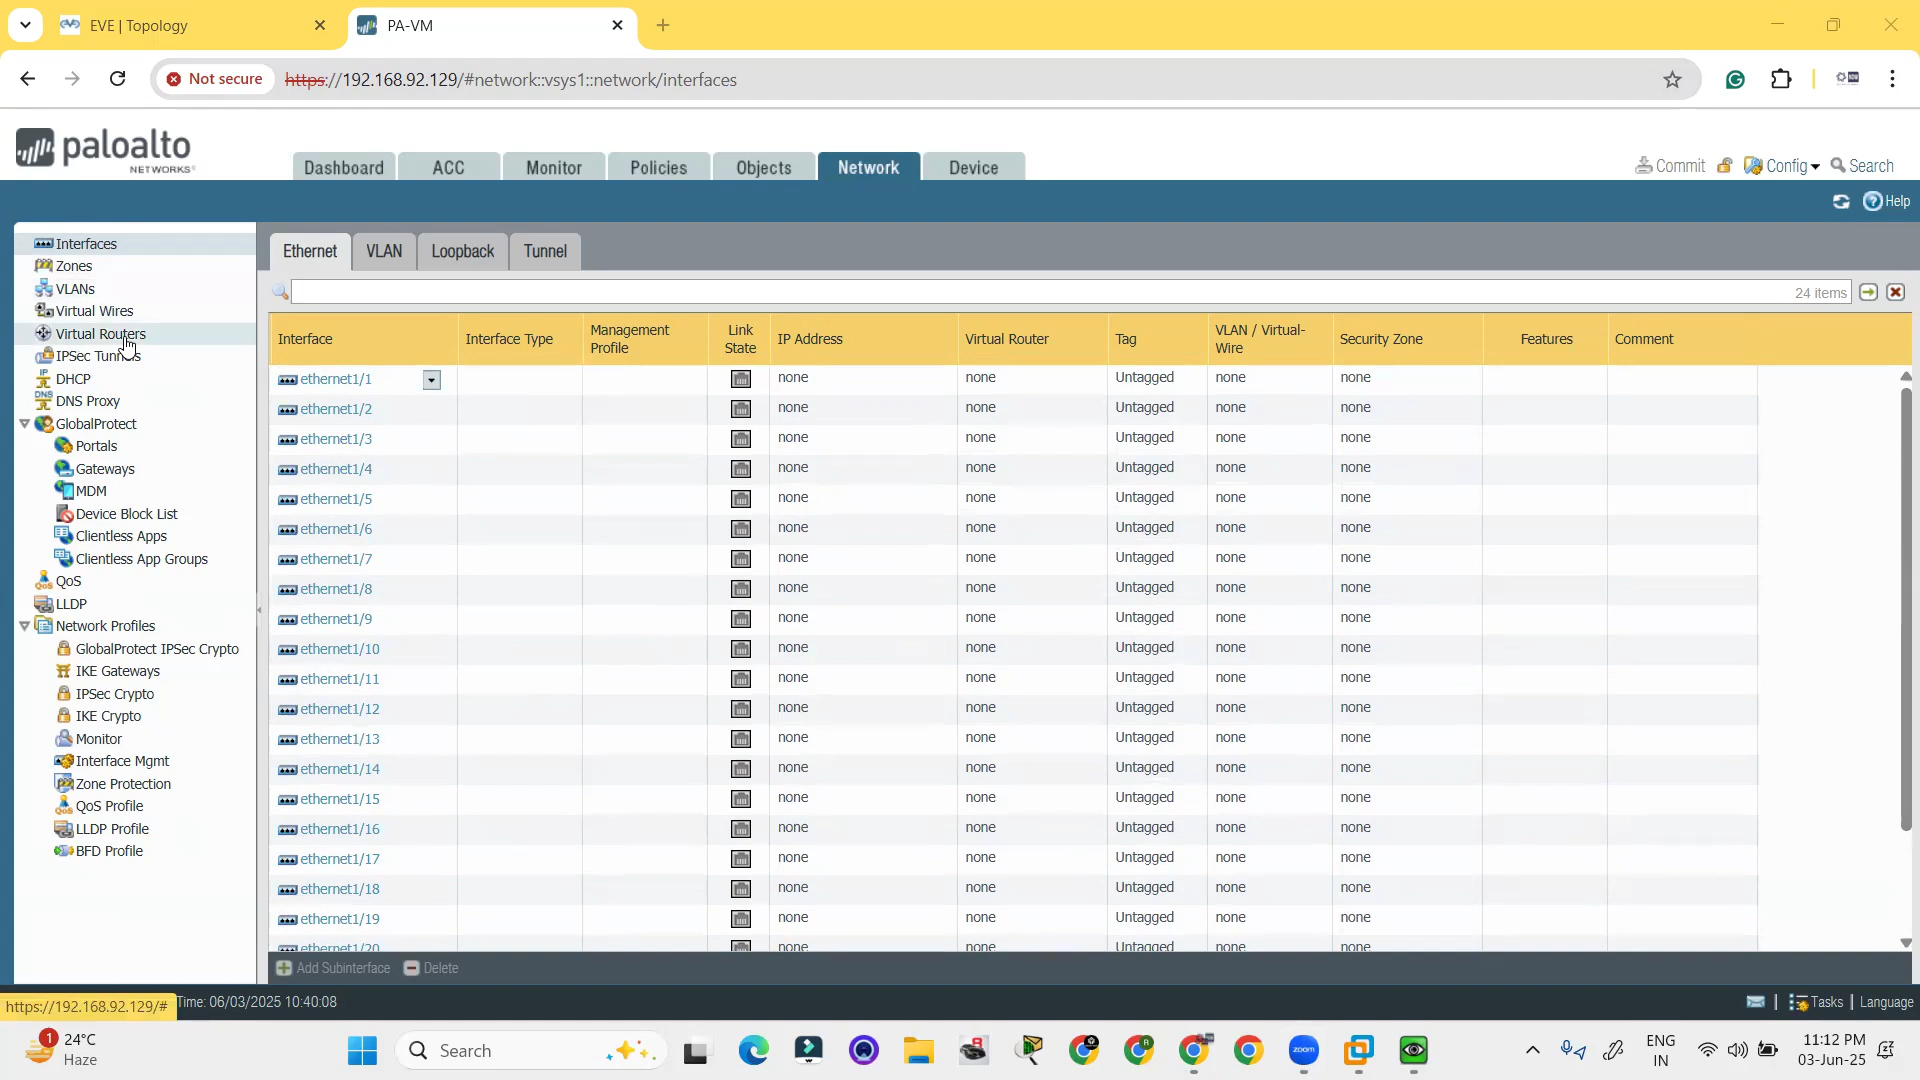 EVE | Topology
PA-VM
Not secure
https://192.168.92.129/#network::vsys1::network/interfaces
paloalto
NETWORKS
Dashboard
ACC
Monitor
Policies
Objects
Network
Device
Commit
Config
Search
Help
Interfaces
Zones
VLANs
Virtual Wires
Virtual Routers
IPSec Tunnels
DHCP
DNS Proxy
GlobalProtect
Portals
Gateways
MDM
Device Block List
Clientless Apps
Clientless App Groups
QoS
LLDP
Network Profiles
GlobalProtect IPSec Crypto
IKE Gateways
IPSec Crypto
IKE Crypto
Monitor
Interface Mgmt
Zone Protection
QoS Profile
LLDP Profile
BFD Profile
Ethernet
VLAN
Loopback
Tunnel
24 items
Interface
Interface Type
Management Profile
Link State
IP Address
Virtual Router
Tag
VLAN / Virtual-Wire
Security Zone
Features
Comment
ethernet1/1 none none Untagged none none
ethernet1/2 none none Untagged none none
ethernet1/3 none none Untagged none none
ethernet1/4 none none Untagged none none
ethernet1/5 none none Untagged none none
ethernet1/6 none none Untagged none none
ethernet1/7 none none Untagged none none
ethernet1/8 none none Untagged none none
ethernet1/9 none none Untagged none none
ethernet1/10 none none Untagged none none
ethernet1/11 none none Untagged none none
ethernet1/12 none none Untagged none none
ethernet1/13 none none Untagged none none
ethernet1/14 none none Untagged none none
ethernet1/15 none none Untagged none none
ethernet1/16 none none Untagged none none
ethernet1/17 none none Untagged none none
ethernet1/18 none none Untagged none none
ethernet1/19 none none Untagged none none
ethernet1/20 none none Untagged none none
Add Subinterface
Delete
https://192.168.92.129/#
Time: 06/03/2025 10:40:08
Tasks | Language
1
24°C
Haze
Search
zoom
ENG
IN
11:12 PM
03-Jun-25